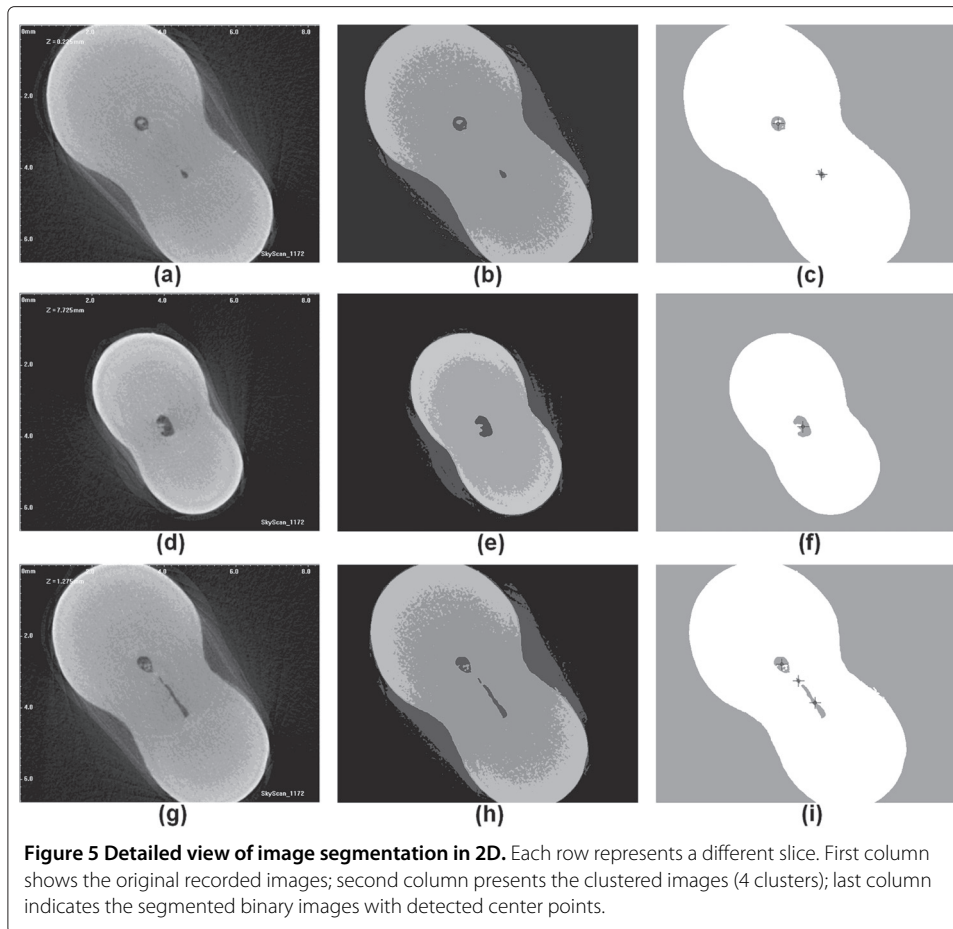 0mm 4.0 6.0 8.0
Z = 0.225mm
2.0
4.0
6.0
SkyScan_1172
(a) (b) (c)
0mm 2.0 4.0 6.0 8.0
Z = 7.725mm
2.0
4.0
6.0
SkyScan_1172
(d) (e) (f)
0mm 4.0 6.0 8.0
Z = 1.275mm
2.0
4.0
6.0
SkyScan_1172
(g) (h) (i)
Figure 5 Detailed view of image segmentation in 2D. Each row represents a different slice. First column
shows the original recorded images; second column presents the clustered images (4 clusters); last column
indicates the segmented binary images with detected center points.